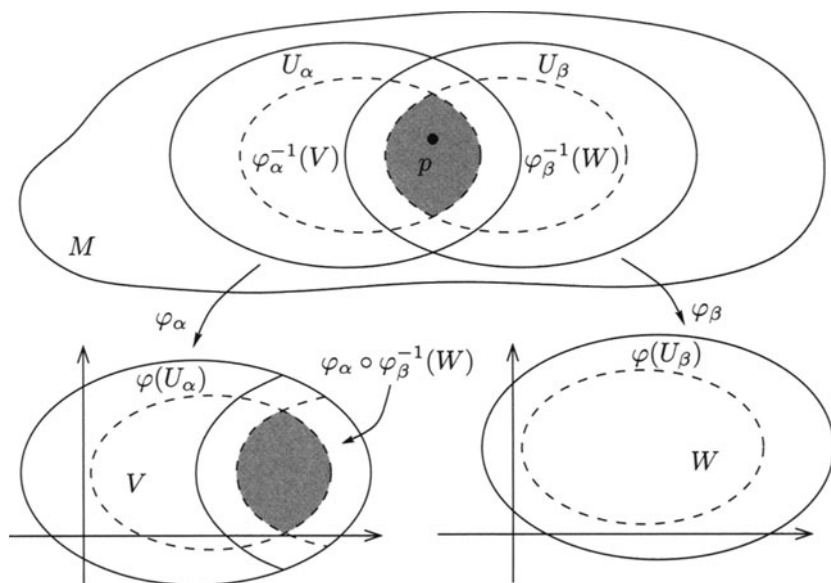 U_α U_β
φ_α^{-1}(V) p φ_β^{-1}(W)
M
φ_α φ_β
φ(U_α) φ_α ∘ φ_β^{-1}(W) φ(U_β)
V W